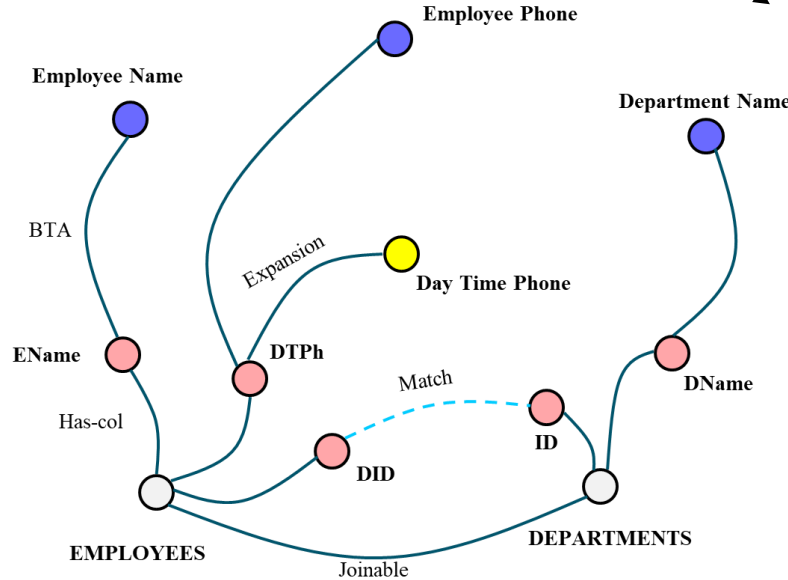 Employee Phone
Employee Name
Department Name
BTA
Expansion
Day Time Phone
EName
DTPh
DName
Match
Has-col
ID
DID
EMPLOYEES
DEPARTMENTS
Joinable